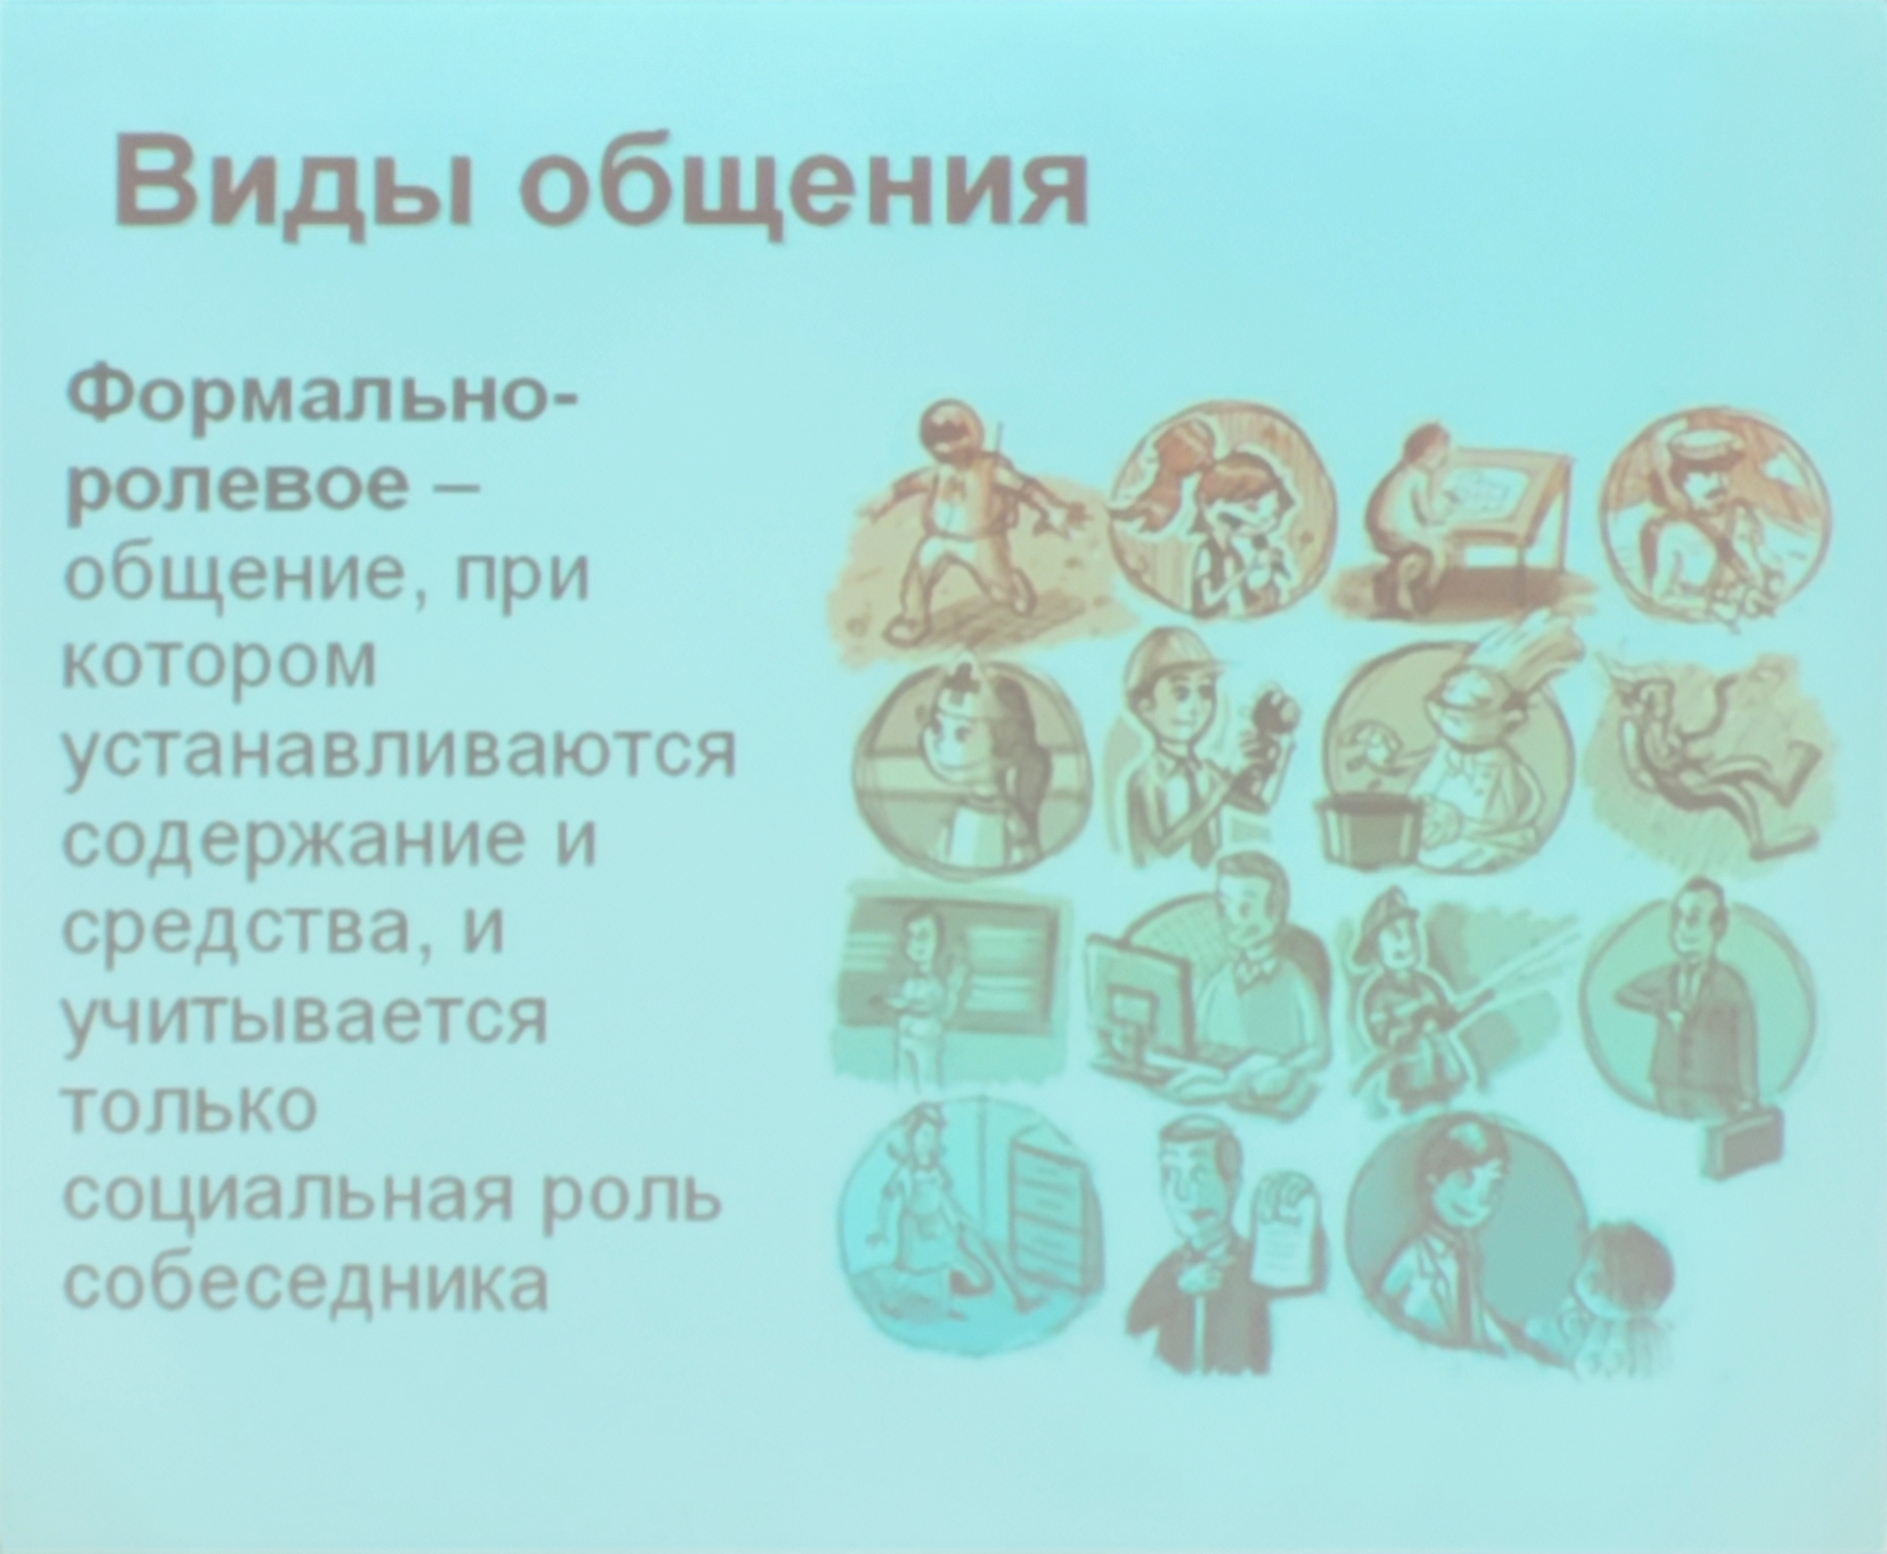 Виды общения
Формально-
ролевое –
общение, при
котором
устанавливаются
содержание и
средства, и
учитывается
только
социальная роль
собеседника